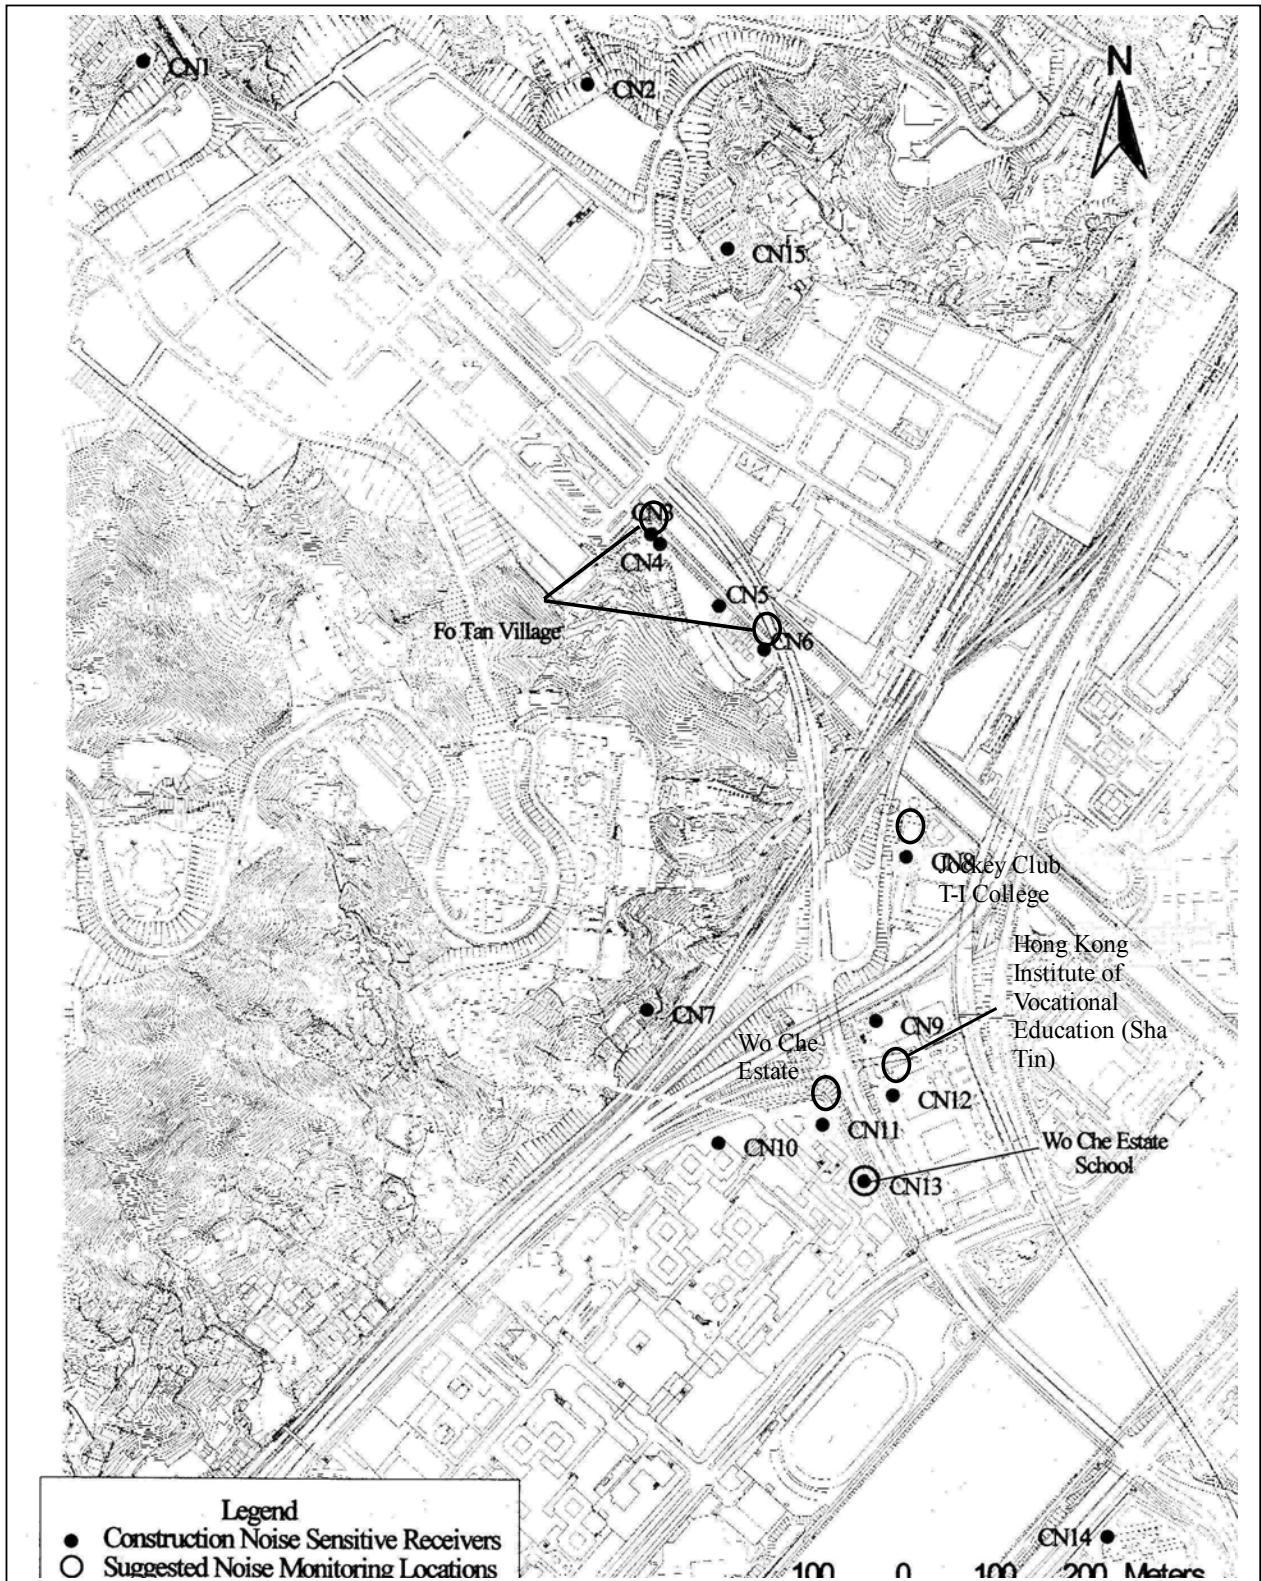 CN1
CN2
N
CN15
CN3
CN4
CN5
Fo Tan Village
CN6
CN8
Jockey Club
T-I College
Hong Kong
Institute of
Vocational
Education (Sha
Tin)
CN7
CN9
Wo Che
Estate
CN12
CN11
CN10
Wo Che Estate
School
CN13
CN14
Legend
Construction Noise Sensitive Receivers
Suggested Noise Monitoring Locations
100 0 100 200 Meters